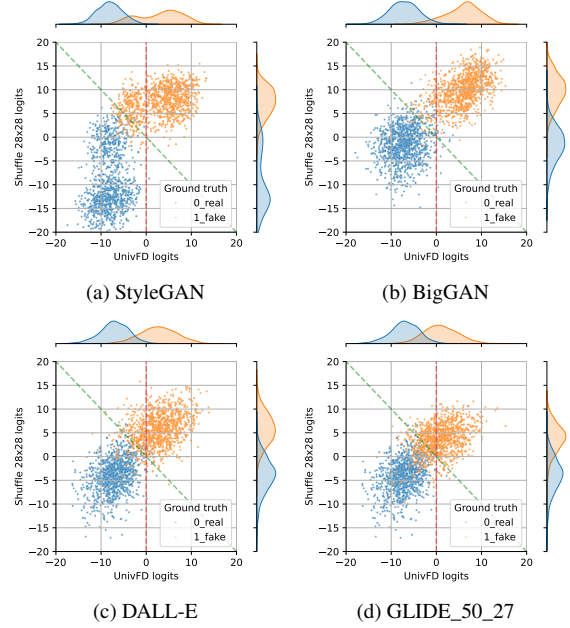 20
15
10
5
0
−5
−10
−15
−20
Shuffle 28x28 logits
Ground truth
0_real
1_fake
−20 −10 0 10 20
UnivFD logits
(a) StyleGAN
20
15
10
5
0
−5
−10
−15
−20
Shuffle 28x28 logits
Ground truth
0_real
1_fake
−20 −10 0 10 20
UnivFD logits
(b) BigGAN
20
15
10
5
0
−5
−10
−15
−20
Shuffle 28x28 logits
Ground truth
0_real
1_fake
−20 −10 0 10 20
UnivFD logits
(c) DALL-E
20
15
10
5
0
−5
−10
−15
−20
Shuffle 28x28 logits
Ground truth
0_real
1_fake
−20 −10 0 10 20
UnivFD logits
(d) GLIDE_50_27